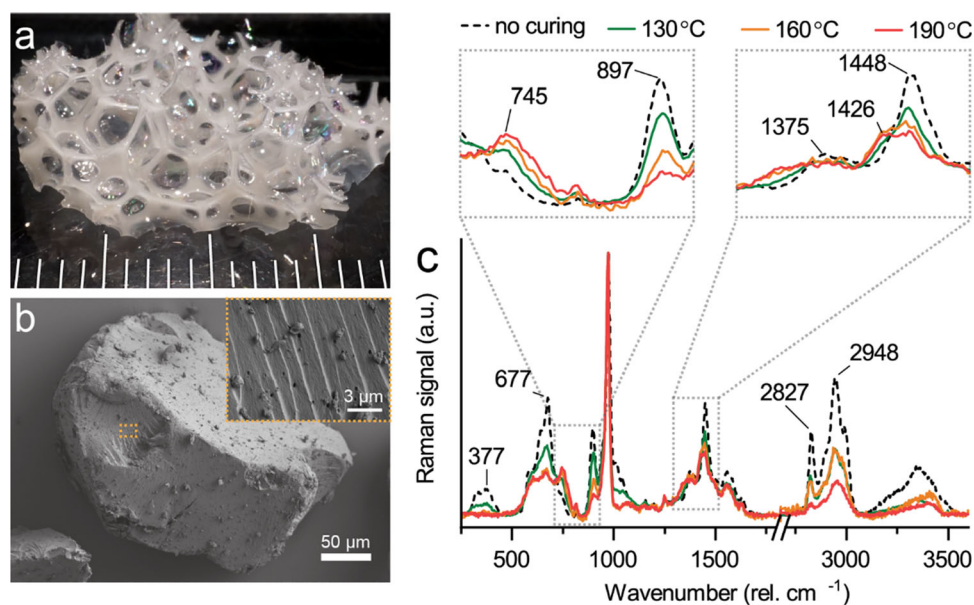 a
no curing 130°C 160°C 190°C
745
897
1375
1426
1448
b
3 µm
50 µm
c
Raman signal (a.u.)
377
677
2827
2948
500 1000 1500 3000 3500
Wavenumber (rel. cm -1)